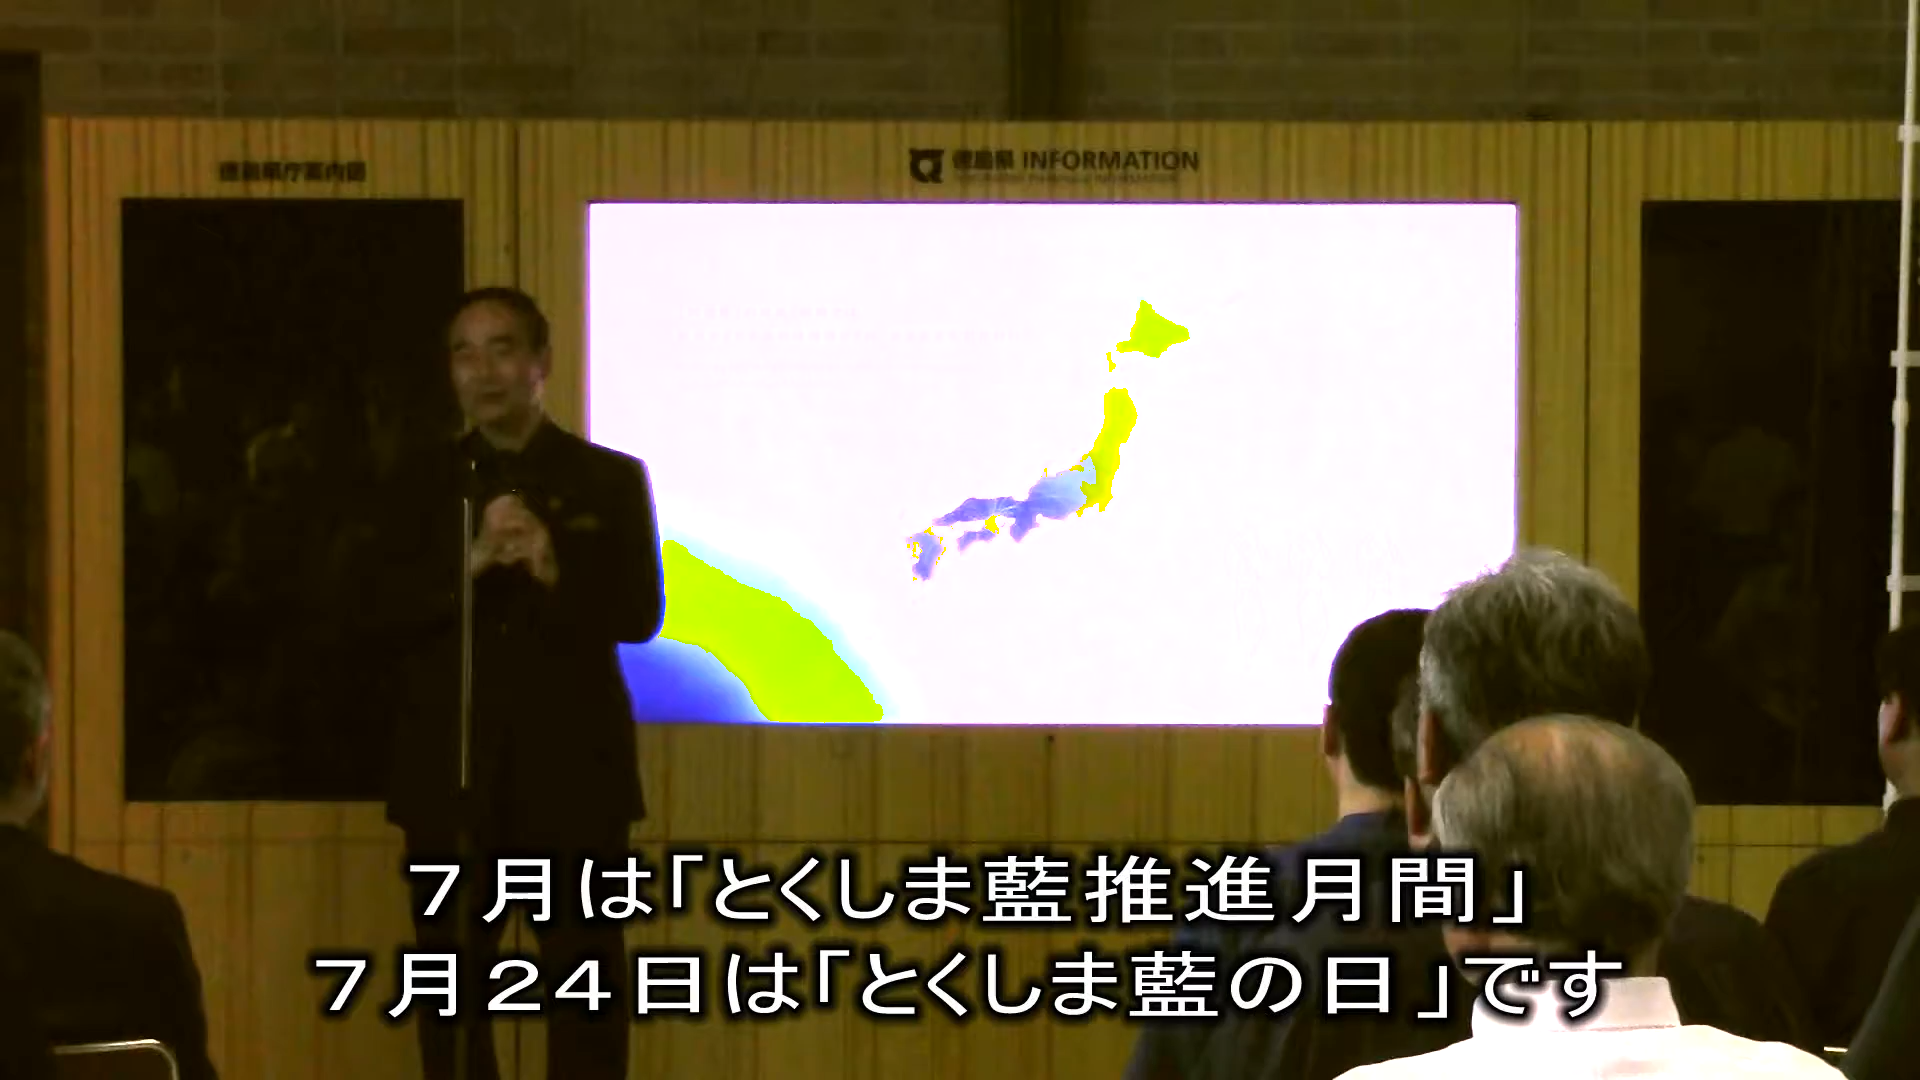 徳島県庁案内図
徳島県 INFORMATION
７月は「とくしま藍推進月間」
７月２４日は「とくしま藍の日」です